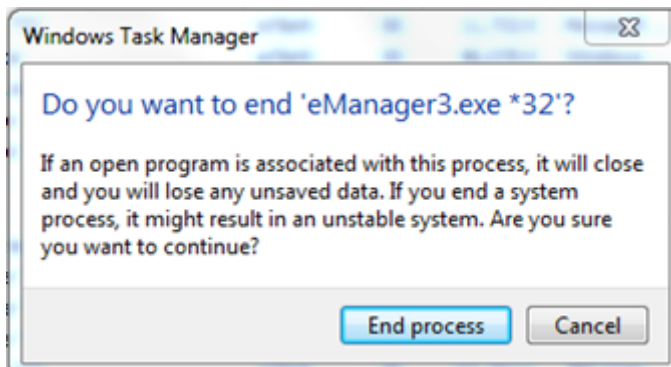 Windows Task Manager
Do you want to end 'eManager3.exe *32'?
If an open program is associated with this process, it will close
and you will lose any unsaved data. If you end a system
process, it might result in an unstable system. Are you sure
you want to continue?
End process Cancel